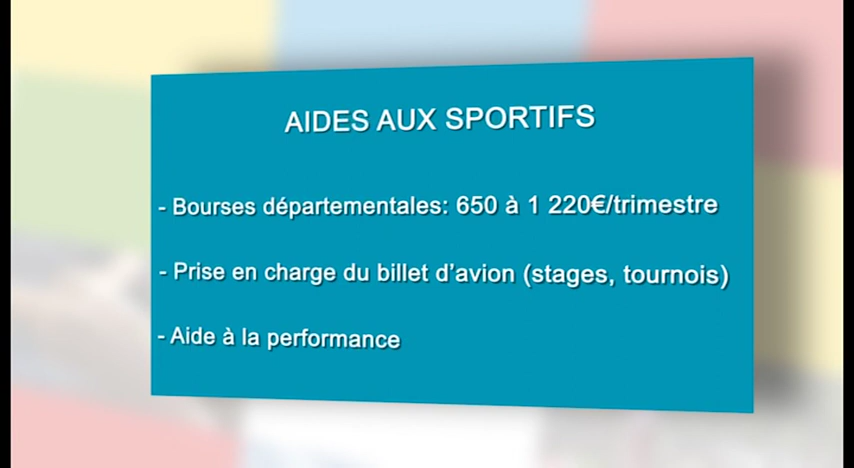 AIDES AUX SPORTIFS
- Bourses départementales: 650 à 1 220€/trimestre
- Prise en charge du billet d'avion (stages, tournois)
- Aide à la performance